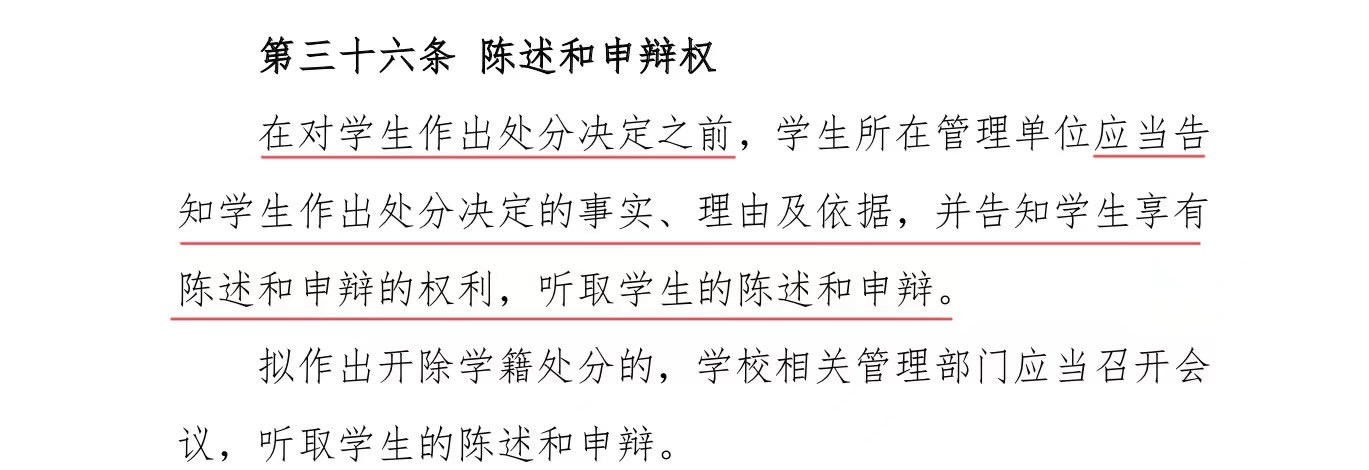 第三十六条 陈述和申辩权
在对学生作出处分决定之前，学生所在管理单位应当告
知学生作出处分决定的事实、理由及依据，并告知学生享有
陈述和申辩的权利，听取学生的陈述和申辩。
拟作出开除学籍处分的，学校相关管理部门应当召开会
议，听取学生的陈述和申辩。